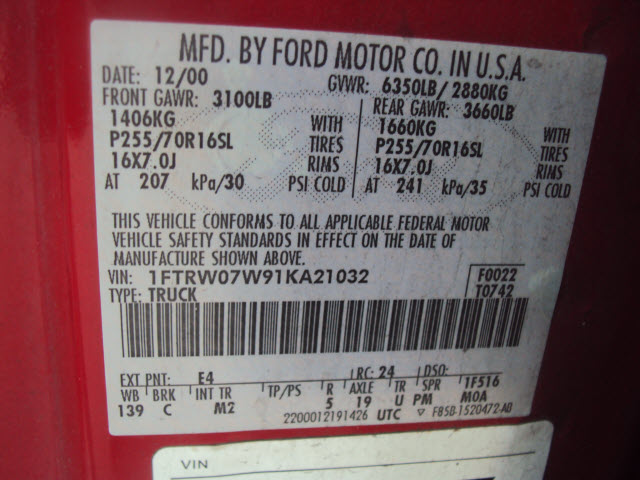 MFD. BY FORD MOTOR CO. IN U.S.A.
DATE: 12/00 GVWR: 6350LB/ 2880KG
FRONT GAWR: 3100LB REAR GAWR: 3660LB
1406KG WITH 1660KG WITH
P255/70R16SL TIRES P255/70R16SL TIRES
16X7.0J RIMS 16X7.0J RIMS
AT 207 kPa/30 PSI COLD AT 241 kPa/35 PSI COLD
THIS VEHICLE CONFORMS TO ALL APPLICABLE FEDERAL MOTOR
VEHICLE SAFETY STANDARDS IN EFFECT ON THE DATE OF
MANUFACTURE SHOWN ABOVE.
VIN: 1FTRW07W91KA21032 F0022
TYPE: TRUCK T0742
EXT PNT: E4 RC: 24 DSO:
WB BRK INT TR TP/PS R AXLE TR SPR 1F516
139 C M2 5 19 U PM MOA
2200012191426 UTC ▽ F85B-1520472-AD
VIN